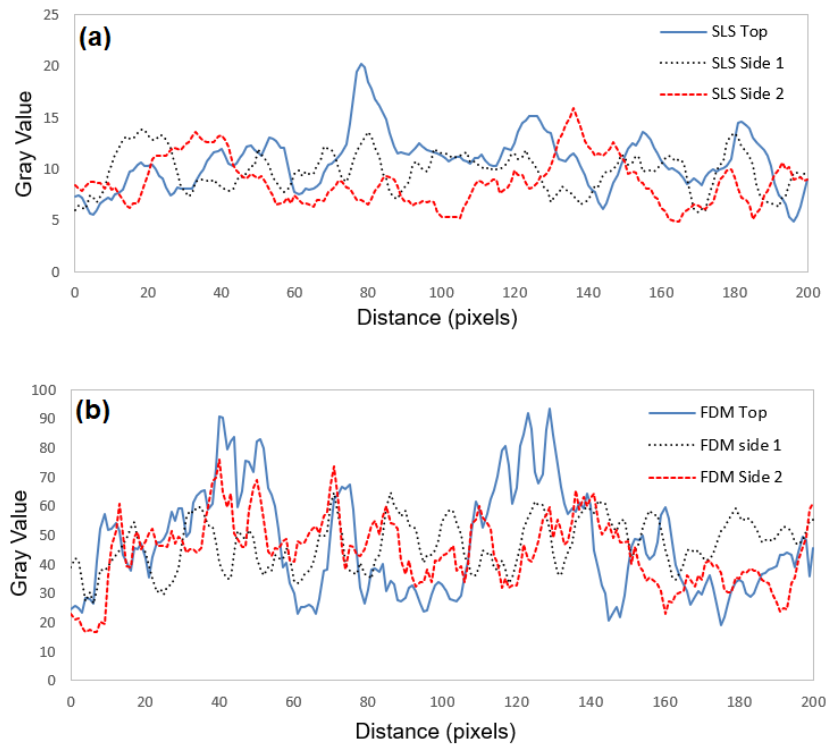 (a)
25
20
15
10
5
0
Gray Value
SLS Top
SLS Side 1
SLS Side 2
0 20 40 60 80 100 120 140 160 180 200
Distance (pixels)
(b)
100
90
80
70
60
50
40
30
20
10
0
Gray Value
FDM Top
FDM side 1
FDM Side 2
0 20 40 60 80 100 120 140 160 180 200
Distance (pixels)